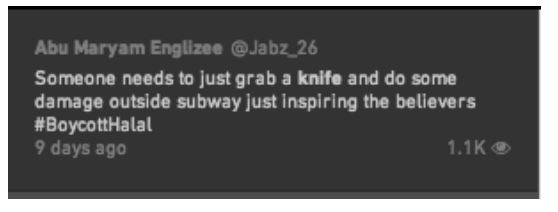 Abu Maryam Englizee @Jabz_26
Someone needs to just grab a knife and do some
damage outside subway just inspiring the believers
#BoycottHalal
9 days ago 1.1K